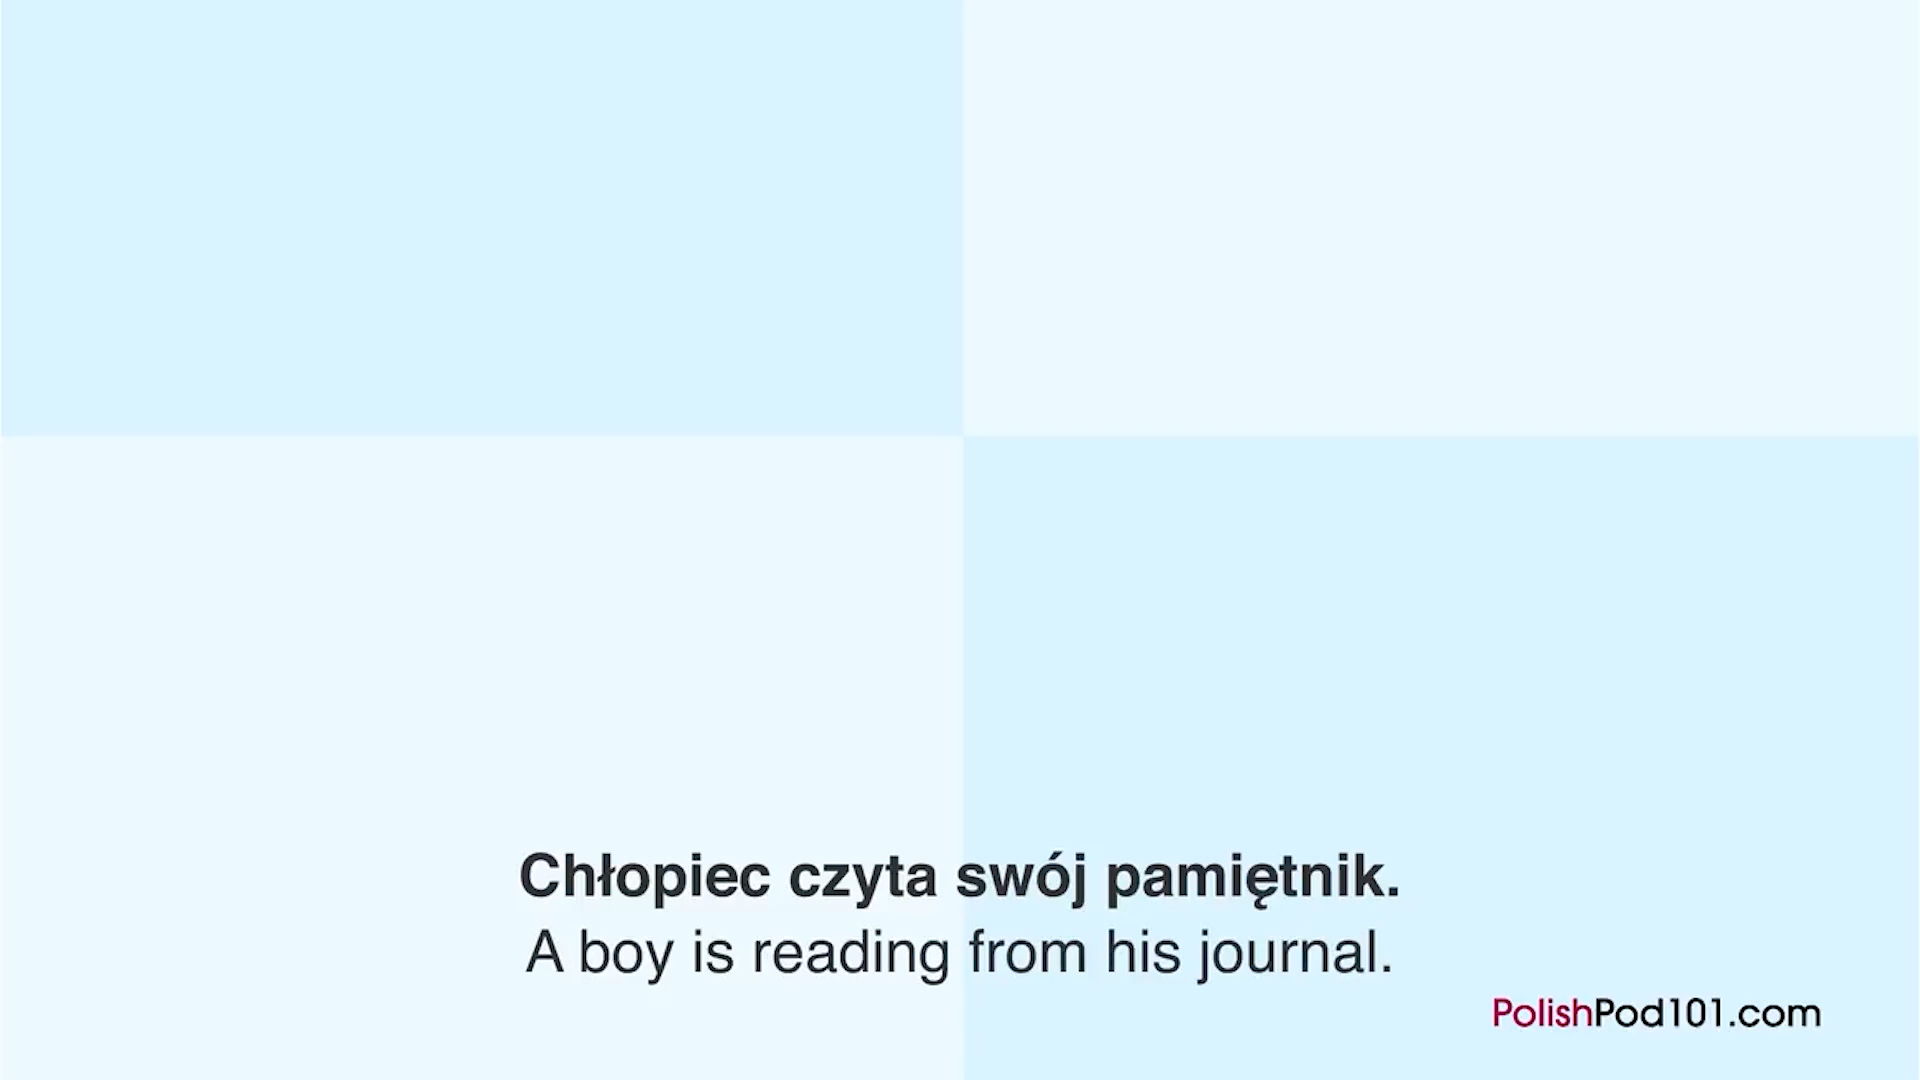 Chłopiec czyta swój pamiętnik.
A boy is reading from his journal.
PolishPod101.com